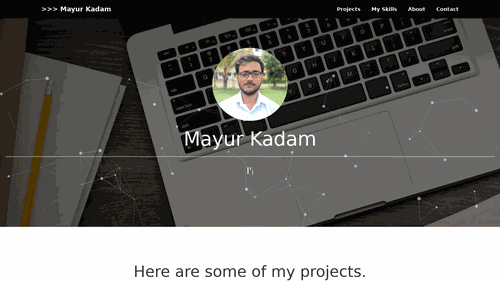 >>> Mayur Kadam
Projects My Skills About Contact
Mayur Kadam
I'
Here are some of my projects.